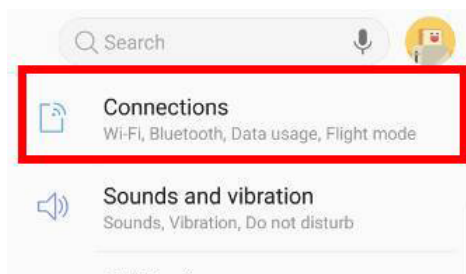 Search
Connections
Wi-Fi, Bluetooth, Data usage, Flight mode
Sounds and vibration
Sounds, Vibration, Do not disturb